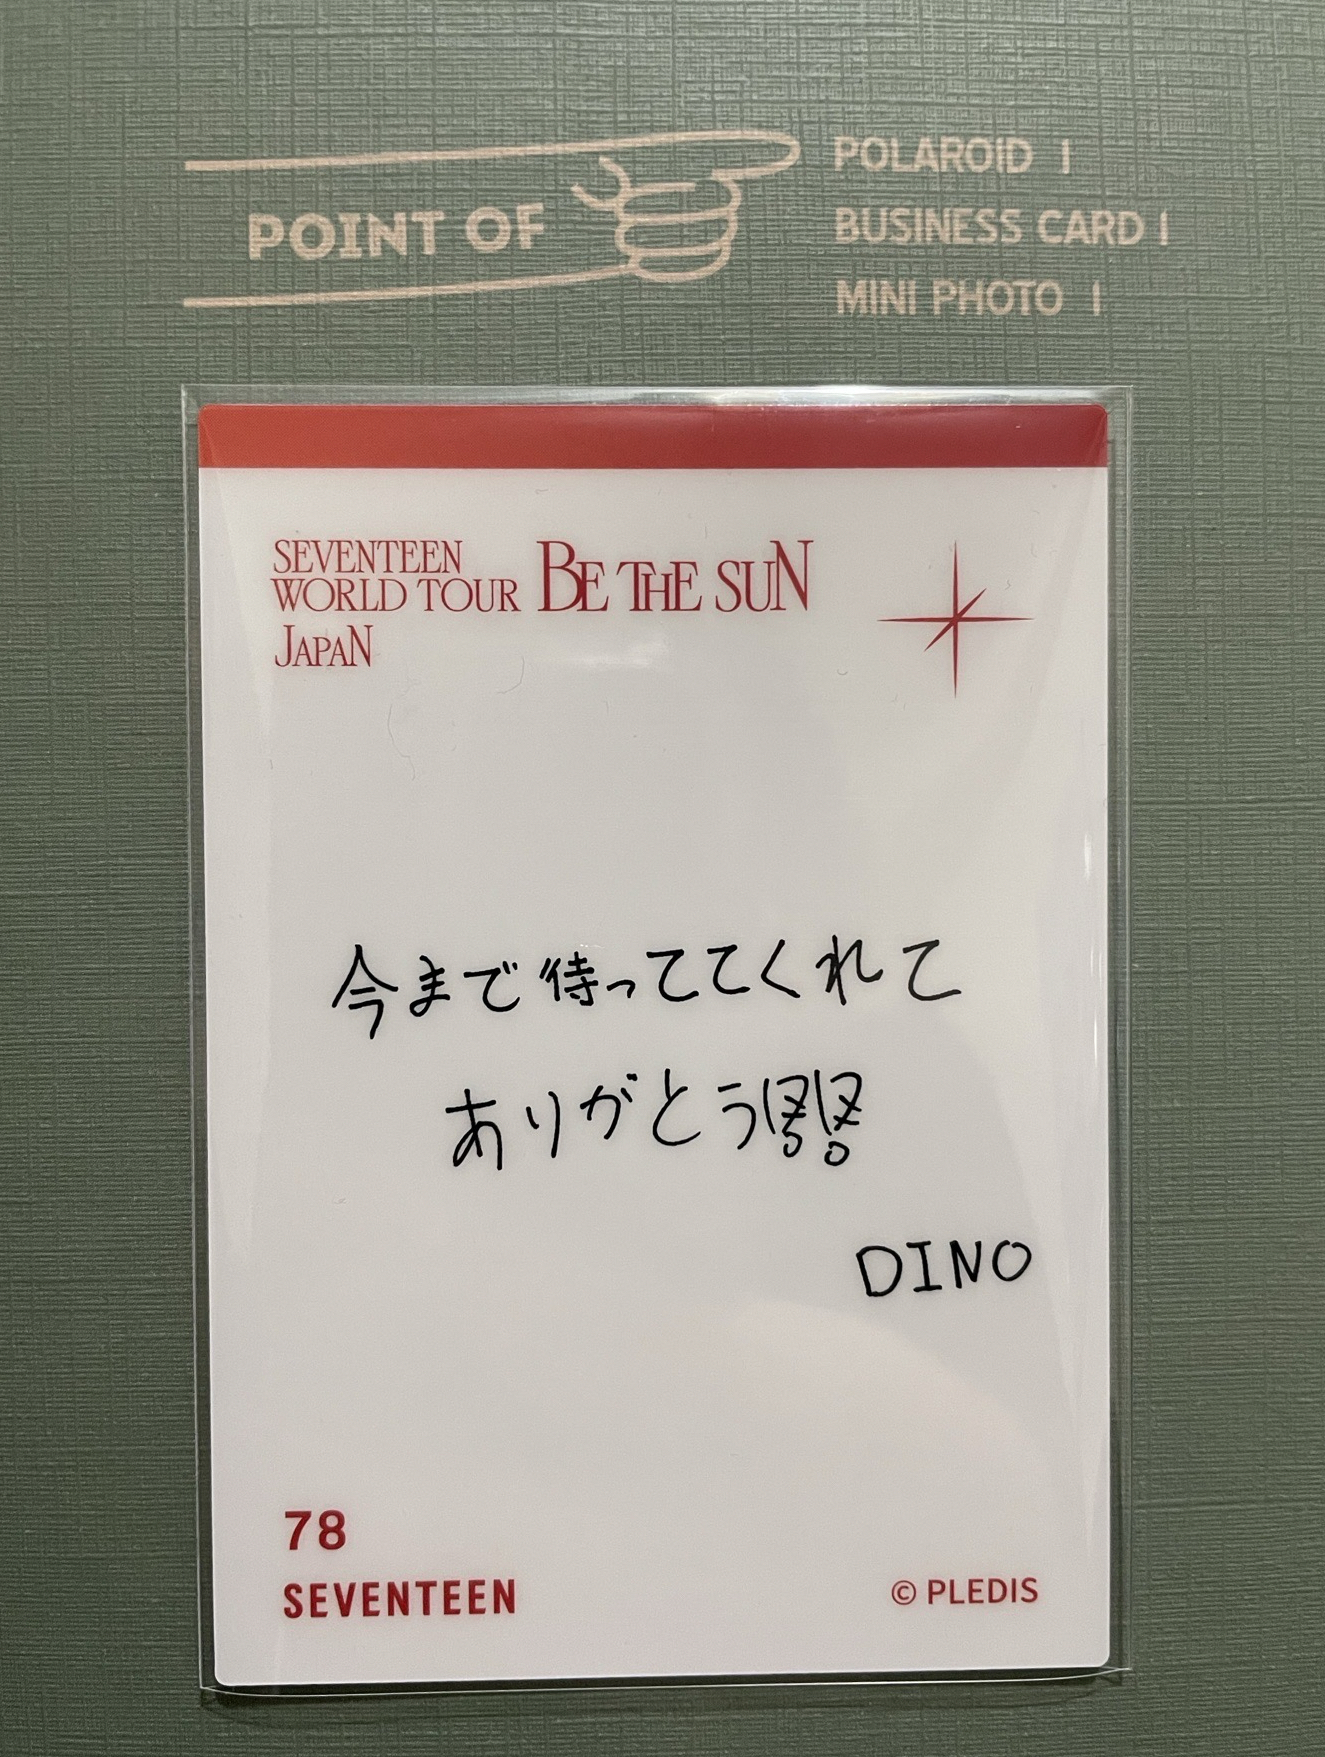 POINT OF
POLAROID |
BUSINESS CARD |
MINI PHOTO |
SEVENTEEN
WORLD TOUR BE THE SUN
JAPAN
今まで待っててくれて
ありがとう!!
DINO
78
SEVENTEEN
© PLEDIS